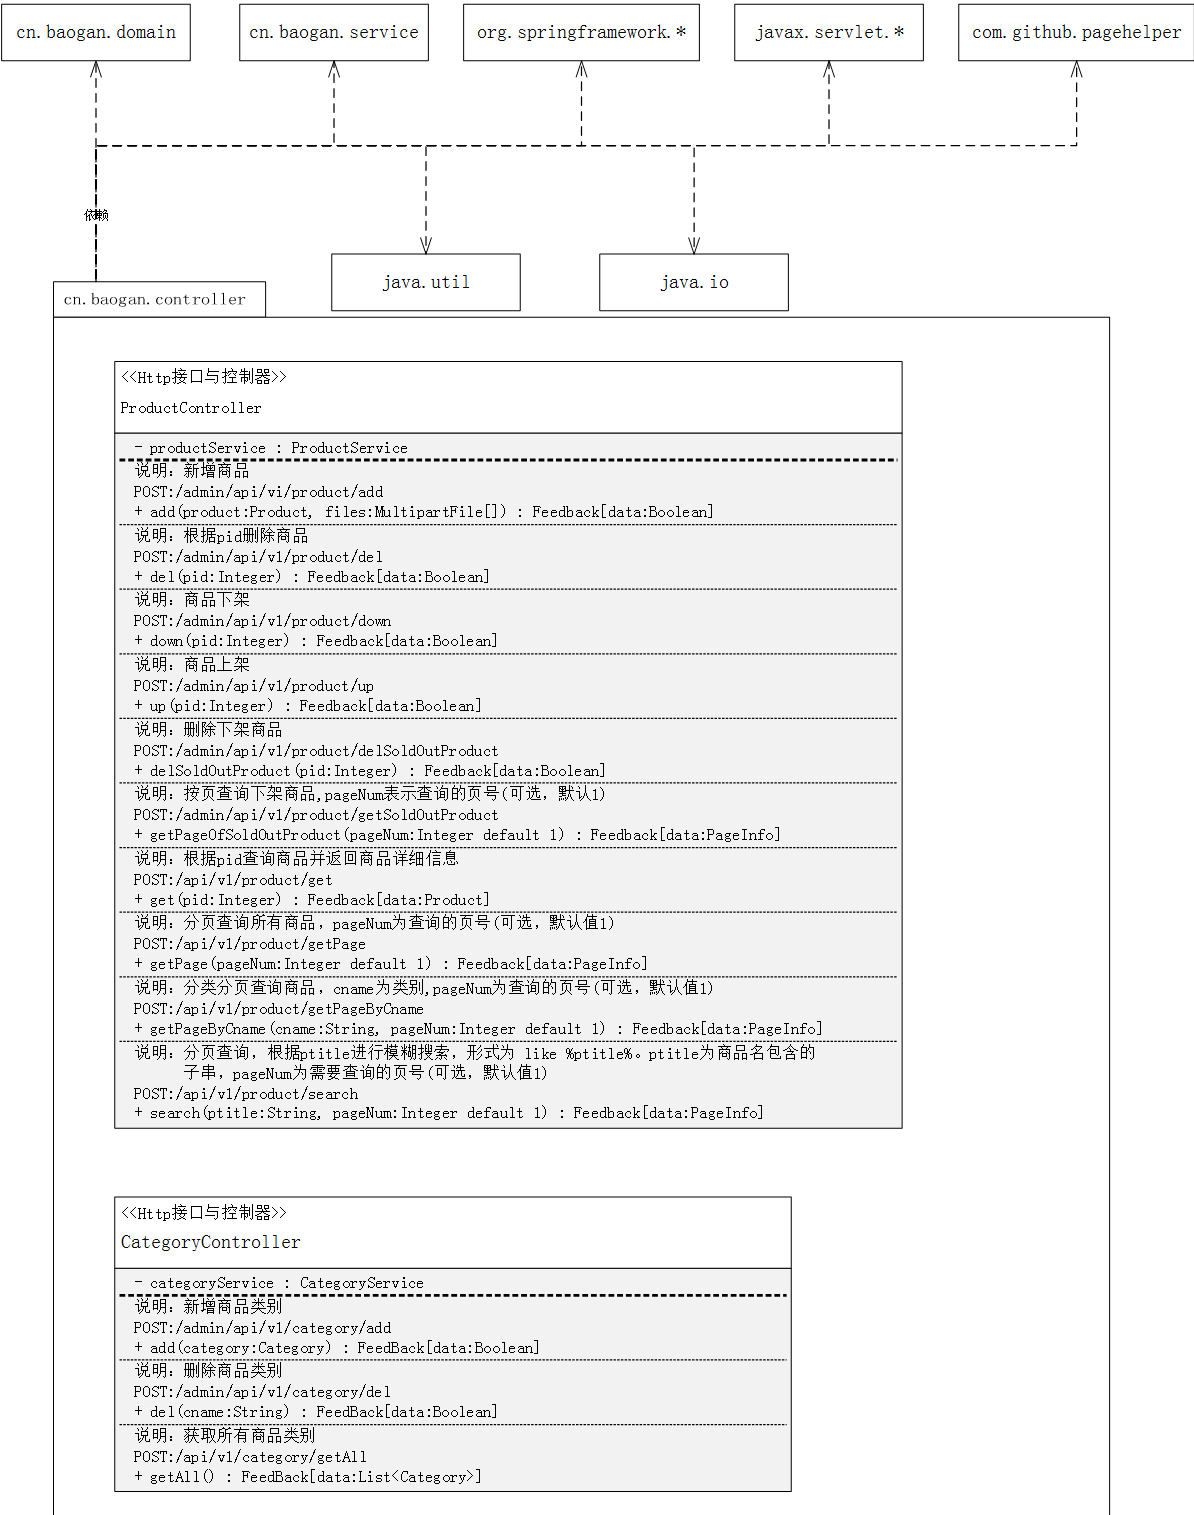 cn.baogan.domain
cn.baogan.service
org.springframework.*
javax.servlet.*
com.github.pagehelper
依赖
java.util
java.io
cn.baogan.controller
<<Http接口与控制器>>
ProductController
- productService : ProductService
说明：新增商品
POST:/admin/api/vi/product/add
+ add(product:Product, files:MultipartFile[]) : Feedback[data:Boolean]
说明：根据pid删除商品
POST:/admin/api/v1/product/del
+ del(pid:Integer) : Feedback[data:Boolean]
说明：商品下架
POST:/admin/api/v1/product/down
+ down(pid:Integer) : Feedback[data:Boolean]
说明：商品上架
POST:/admin/api/v1/product/up
+ up(pid:Integer) : Feedback[data:Boolean]
说明：删除下架商品
POST:/admin/api/v1/product/delSoldOutProduct
+ delSoldOutProduct(pid:Integer) : Feedback[data:Boolean]
说明：按页查询下架商品,pageNum表示查询的页号(可选，默认1)
POST:/admin/api/v1/product/getSoldOutProduct
+ getPageOfSoldOutProduct(pageNum:Integer default 1) : Feedback[data:PageInfo]
说明：根据pid查询商品并返回商品详细信息
POST:/api/v1/product/get
+ get(pid:Integer) : Feedback[data:Product]
说明：分页查询所有商品，pageNum为查询的页号(可选，默认值1)
POST:/api/v1/product/getPage
+ getPage(pageNum:Integer default 1) : Feedback[data:PageInfo]
说明：分类分页查询商品，cname为类别,pageNum为查询的页号(可选，默认值1)
POST:/api/v1/product/getPageByCname
+ getPageByCname(cname:String, pageNum:Integer default 1) : Feedback[data:PageInfo]
说明：分页查询，根据ptitle进行模糊搜索，形式为 like %ptitle%。ptitle为商品名包含的
子串，pageNum为需要查询的页号(可选，默认值1)
POST:/api/v1/product/search
+ search(ptitle:String, pageNum:Integer default 1) : Feedback[data:PageInfo]
<<Http接口与控制器>>
CategoryController
- categoryService : CategoryService
说明：新增商品类别
POST:/admin/api/v1/category/add
+ add(category:Category) : FeedBack[data:Boolean]
说明：删除商品类别
POST:/admin/api/v1/category/del
+ del(cname:String) : FeedBack[data:Boolean]
说明：获取所有商品类别
POST:/api/v1/category/getAll
+ getAll() : FeedBack[data:List<Category>]